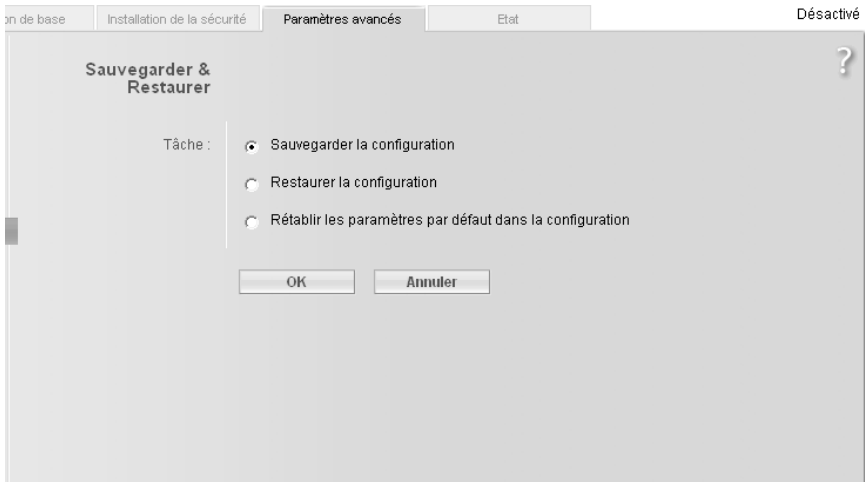 on de base Installation de la sécurité Paramètres avancés Etat Désactivé
?
Sauvegarder &
Restaurer
Tâche : Sauvegarder la configuration
Restaurer la configuration
Rétablir les paramètres par défaut dans la configuration
OK Annuler